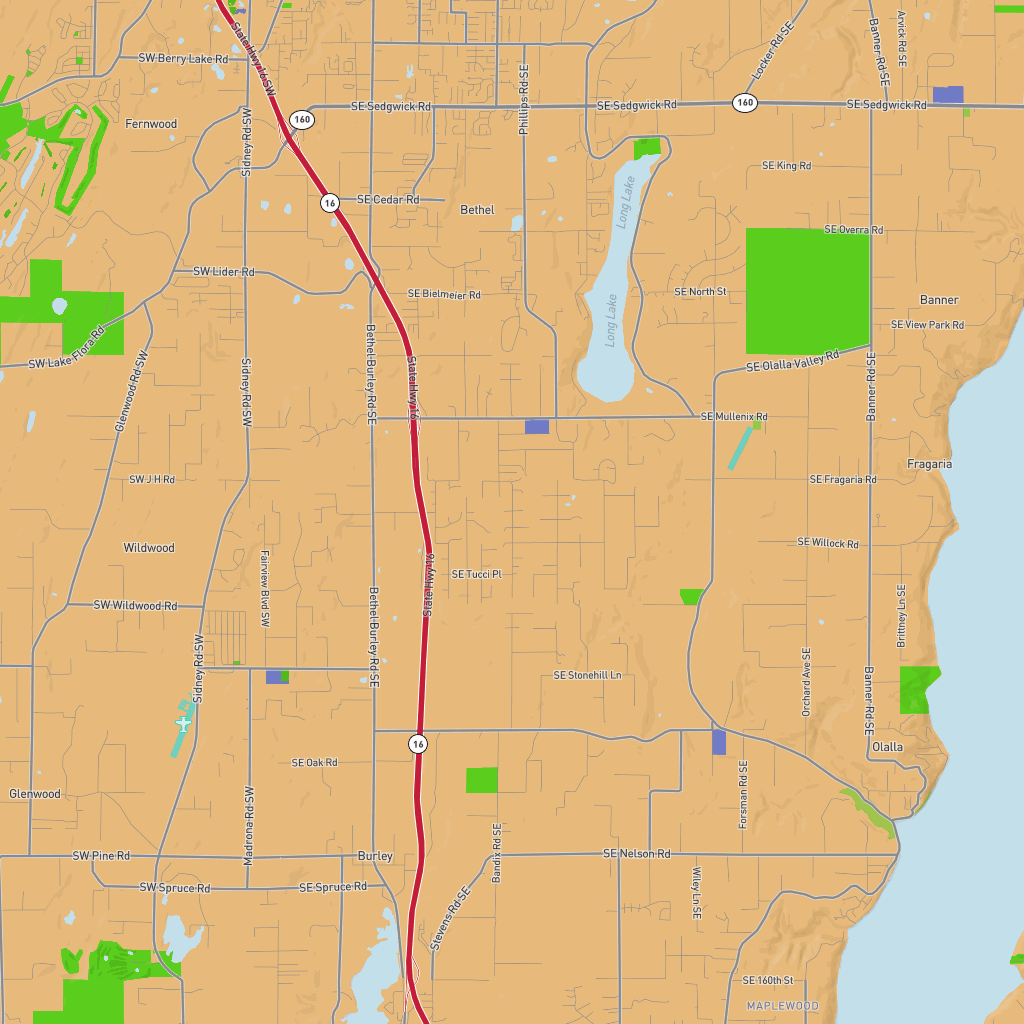 State Hwy 16 SW
SW Berry Lake Rd
Phillips Rd SE
Locker Rd SE
Banner Rd SE
Arvick Rd SE
SE Sedgwick Rd
SE Sedgwick Rd
160
SE Sedgwick Rd
160
Fernwood
Sidney Rd SW
SE King Rd
16
SE Cedar Rd
Bethel
Long Lake
SE Overra Rd
SW Lider Rd
SE Bielmeier Rd
SE North St
Banner
Long Lake
SE View Park Rd
SW Lake Flora Rd
Glenwood Rd SW
Sidney Rd SW
Bethel Burley Rd SE
State Hwy 16
SE Olalla Valley Rd
Banner Rd SE
SE Mullenix Rd
Fragaria
SW J H Rd
SE Fragaria Rd
Wildwood
SE Willock Rd
Fairview Blvd SW
State Hwy 16
SE Tucci Pl
SW Wildwood Rd
Bethel Burley Rd SE
Brittney Ln SE
Sidney Rd SW
SE Stonehill Ln
Orchard Ave SE
Banner Rd SE
16
Olalla
SE Oak Rd
Forsman Rd SE
Glenwood
Madrona Rd SW
Bandix Rd SE
SW Pine Rd
Burley
SE Nelson Rd
SW Spruce Rd
SE Spruce Rd
Wiley Ln SE
Stevens Rd SE
SE 160th St
MAPLEWOOD